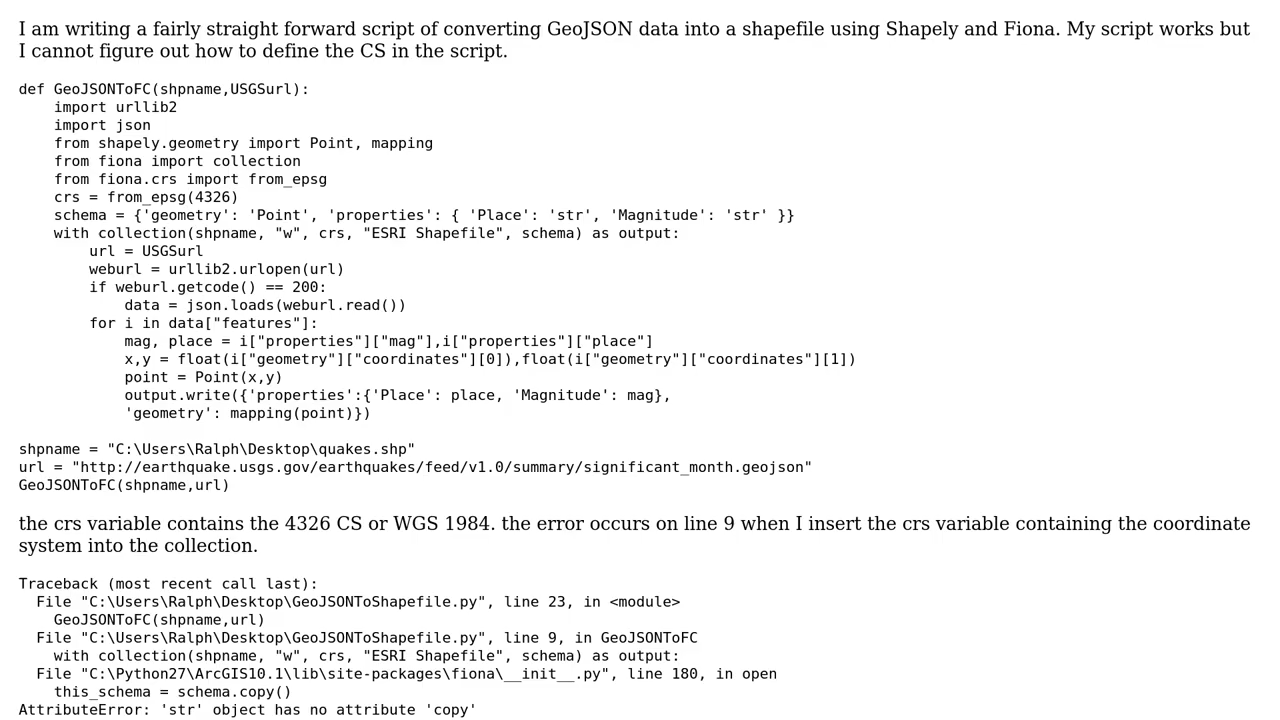 I am writing a fairly straight forward script of converting GeoJSON data into a shapefile using Shapely and Fiona. My script works but
I cannot figure out how to define the CS in the script.
def GeoJSONToFC(shpname,USGSurl):
    import urllib2
    import json
    from shapely.geometry import Point, mapping
    from fiona import collection
    from fiona.crs import from_epsg
    crs = from_epsg(4326)
    schema = {'geometry': 'Point', 'properties': { 'Place': 'str', 'Magnitude': 'str' }}
    with collection(shpname, "w", crs, "ESRI Shapefile", schema) as output:
        url = USGSurl
        weburl = urllib2.urlopen(url)
        if weburl.getcode() == 200:
            data = json.loads(weburl.read())
        for i in data["features"]:
            mag, place = i["properties"]["mag"],i["properties"]["place"]
            x,y = float(i["geometry"]["coordinates"][0]),float(i["geometry"]["coordinates"][1])
            point = Point(x,y)
            output.write({'properties':{'Place': place, 'Magnitude': mag},
            'geometry': mapping(point)})
shpname = "C:\Users\Ralph\Desktop\quakes.shp"
url = "http://earthquake.usgs.gov/earthquakes/feed/v1.0/summary/significant_month.geojson"
GeoJSONToFC(shpname,url)
the crs variable contains the 4326 CS or WGS 1984. the error occurs on line 9 when I insert the crs variable containing the coordinate
system into the collection.
Traceback (most recent call last):
  File "C:\Users\Ralph\Desktop\GeoJSONToShapefile.py", line 23, in <module>
    GeoJSONToFC(shpname,url)
  File "C:\Users\Ralph\Desktop\GeoJSONToShapefile.py", line 9, in GeoJSONToFC
    with collection(shpname, "w", crs, "ESRI Shapefile", schema) as output:
  File "C:\Python27\ArcGIS10.1\lib\site-packages\fiona\__init__.py", line 180, in open
    this_schema = schema.copy()
AttributeError: 'str' object has no attribute 'copy'